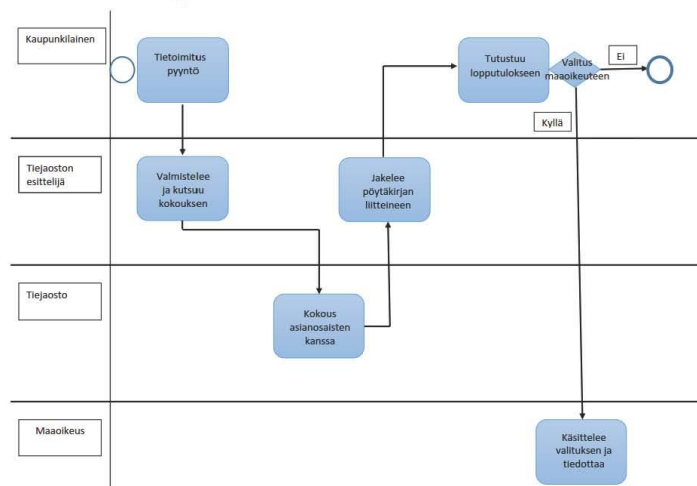 Kaupunkilainen
Tietoimitus
pyyntö
Tutustuu
lopputulokseen
Valitus
maaoikeuteen
Ei
Kyllä
Tiejaoston
esittelijä
Valmistelee
ja kutsuu
kokouksen
Jakelee
pöytäkirjan
liitteineen
Tiejaosto
Kokous
asianosaisten
kanssa
Maaoikeus
Käsittelee
valituksen ja
tiedottaa